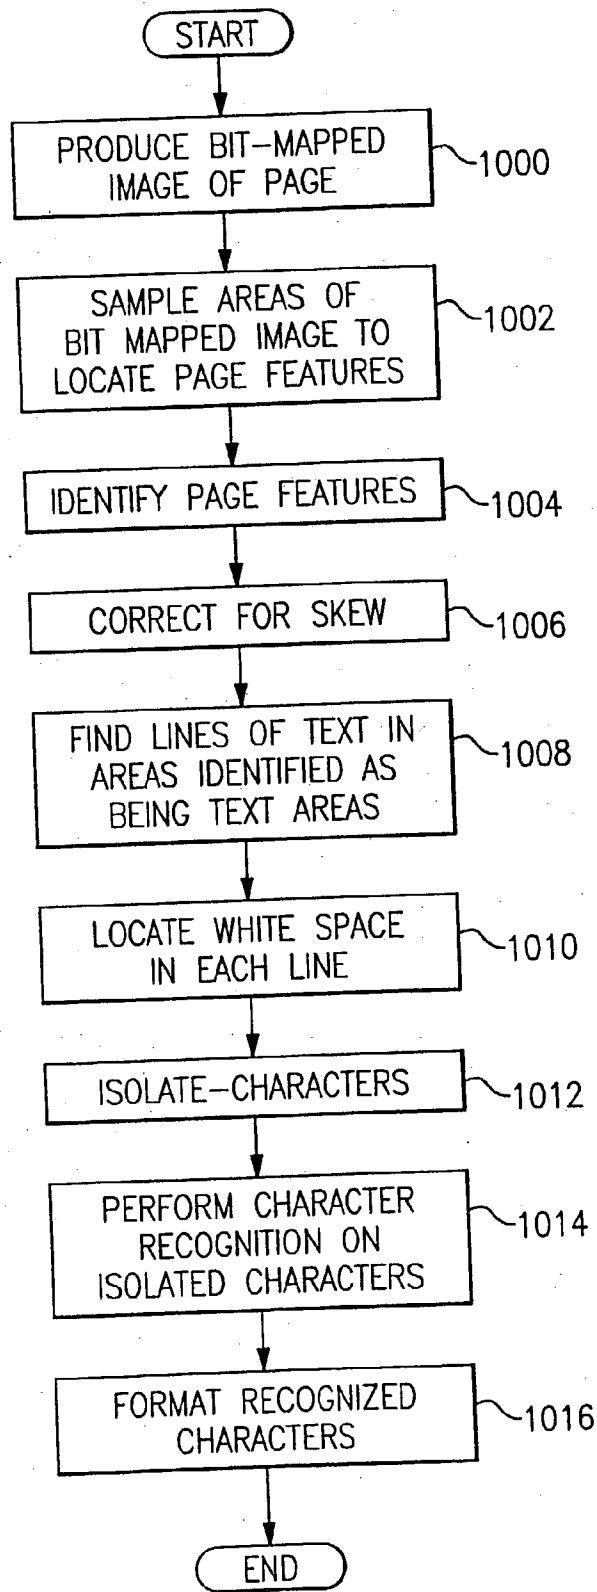 START
PRODUCE BIT-MAPPED
IMAGE OF PAGE
1000
SAMPLE AREAS OF
BIT MAPPED IMAGE TO
LOCATE PAGE FEATURES
1002
IDENTIFY PAGE FEATURES
1004
CORRECT FOR SKEW
1006
FIND LINES OF TEXT IN
AREAS IDENTIFIED AS
BEING TEXT AREAS
1008
LOCATE WHITE SPACE
IN EACH LINE
1010
ISOLATE-CHARACTERS
1012
PERFORM CHARACTER
RECOGNITION ON
ISOLATED CHARACTERS
1014
FORMAT RECOGNIZED
CHARACTERS
1016
END